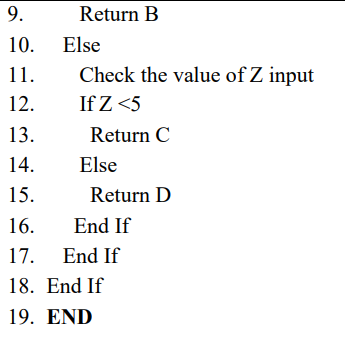 9. Return B
10. Else
11. Check the value of Z input
12. If Z <5
13. Return C
14. Else
15. Return D
16. End If
17. End If
18. End If
19. END